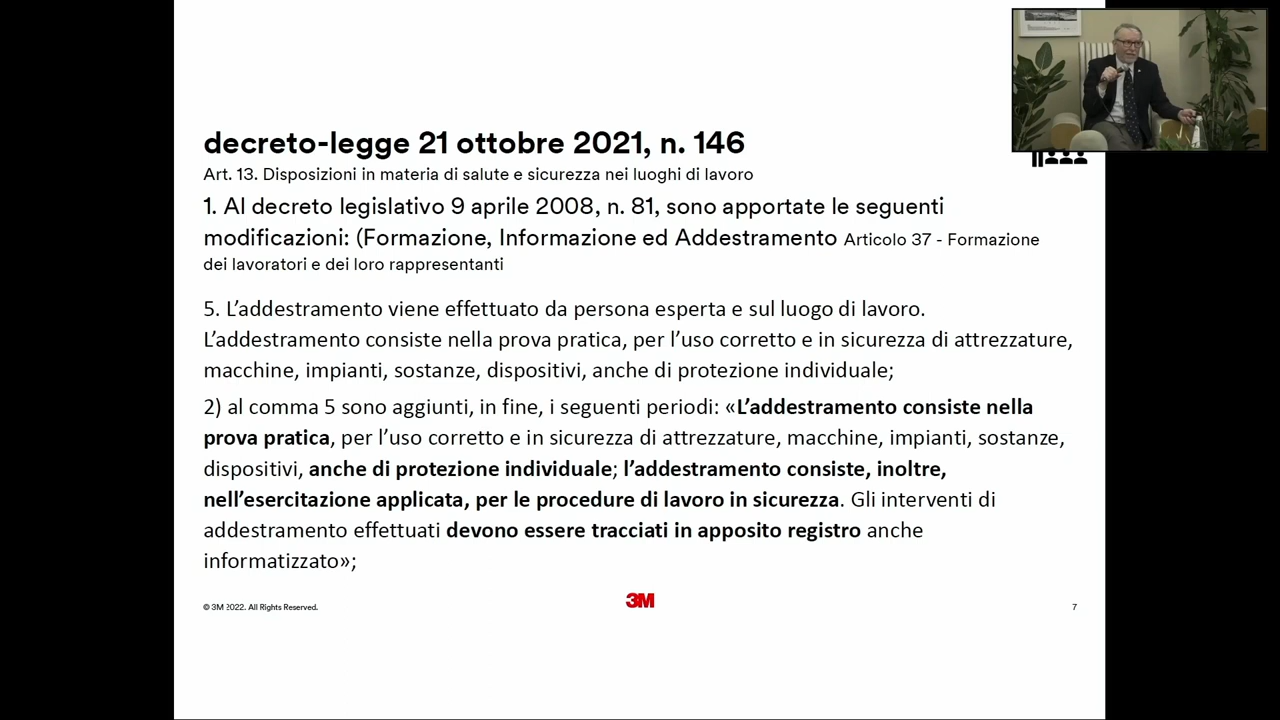 decreto-legge 21 ottobre 2021, n. 146
Art. 13. Disposizioni in materia di salute e sicurezza nei luoghi di lavoro
1. Al decreto legislativo 9 aprile 2008, n. 81, sono apportate le seguenti
modificazioni: (Formazione, Informazione ed Addestramento Articolo 37 - Formazione
dei lavoratori e dei loro rappresentanti
5. L’addestramento viene effettuato da persona esperta e sul luogo di lavoro.
L’addestramento consiste nella prova pratica, per l’uso corretto e in sicurezza di attrezzature,
macchine, impianti, sostanze, dispositivi, anche di protezione individuale;
2) al comma 5 sono aggiunti, in fine, i seguenti periodi: «L’addestramento consiste nella
prova pratica, per l’uso corretto e in sicurezza di attrezzature, macchine, impianti, sostanze,
dispositivi, anche di protezione individuale; l’addestramento consiste, inoltre,
nell’esercitazione applicata, per le procedure di lavoro in sicurezza. Gli interventi di
addestramento effettuati devono essere tracciati in apposito registro anche
informatizzato»;
© 3M 2022. All Rights Reserved.
3M
7